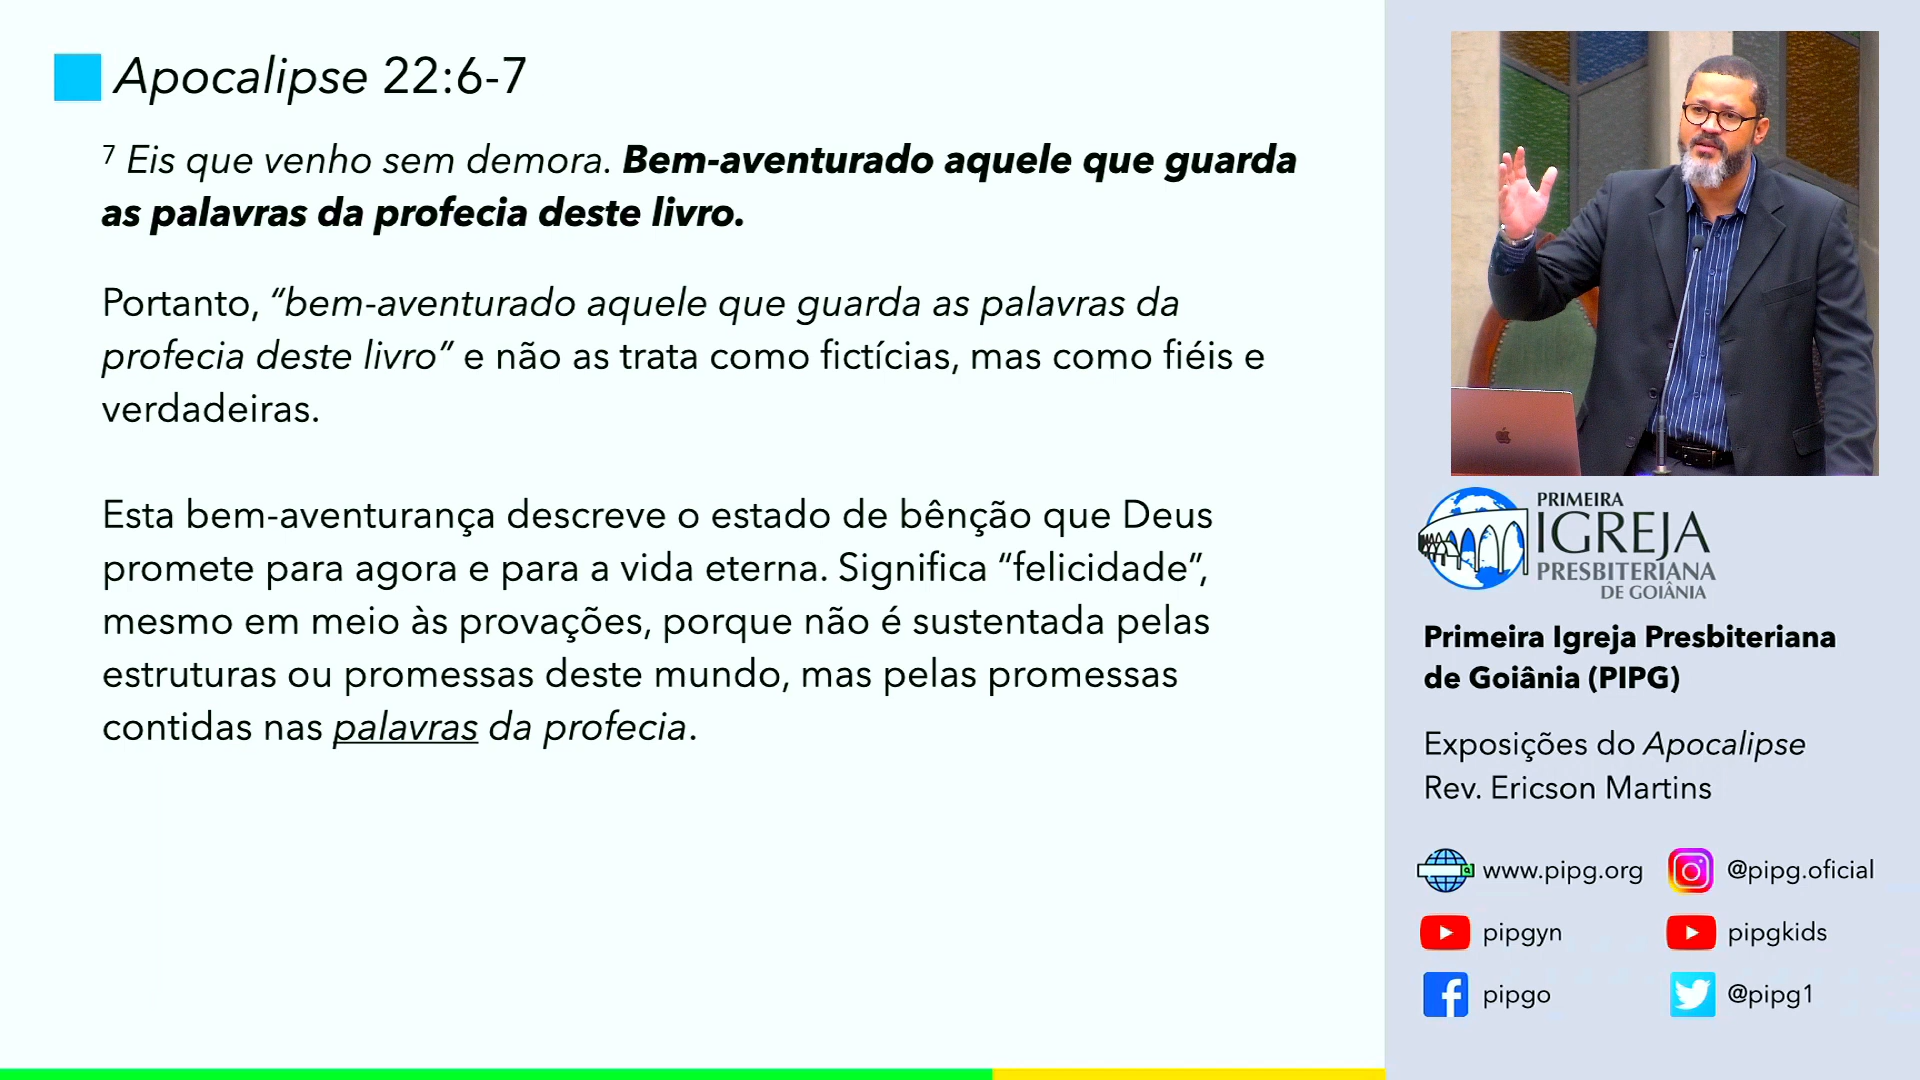 Apocalipse 22:6-7
⁷ Eis que venho sem demora. Bem-aventurado aquele que guarda
as palavras da profecia deste livro.
Portanto, “bem-aventurado aquele que guarda as palavras da
profecia deste livro” e não as trata como fictícias, mas como fiéis e
verdadeiras.
Esta bem-aventurança descreve o estado de bênção que Deus
promete para agora e para a vida eterna. Significa “felicidade”,
mesmo em meio às provações, porque não é sustentada pelas
estruturas ou promessas deste mundo, mas pelas promessas
contidas nas palavras da profecia.
PRIMEIRA
IGREJA
PRESBITERIANA
DE GOIÂNIA
Primeira Igreja Presbiteriana
de Goiânia (PIPG)
Exposições do Apocalipse
Rev. Ericson Martins
www.pipg.org
@pipg.oficial
pipgyn
pipgkids
pipgo
@pipg1